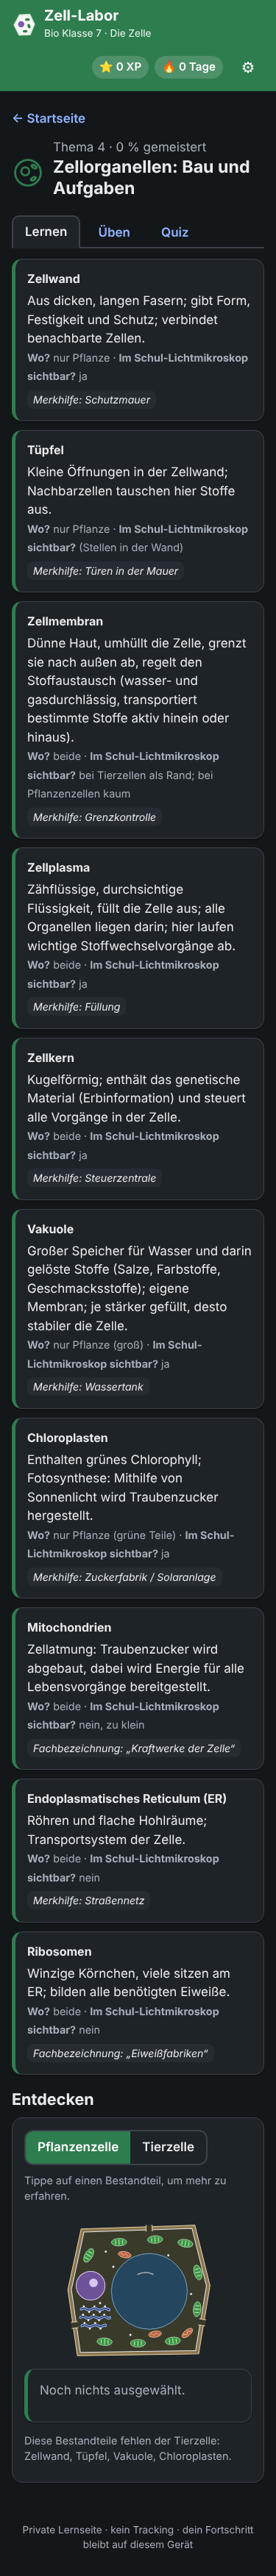 Zell-Labor
Bio Klasse 7 · Die Zelle
⭐ 0 XP
🔥 0 Tage
⚙
← Startseite
Thema 4 · 0 % gemeistert
Zellorganellen: Bau und
Aufgaben
Lernen
Üben
Quiz
Zellwand
Aus dicken, langen Fasern; gibt Form,
Festigkeit und Schutz; verbindet
benachbarte Zellen.
Wo? nur Pflanze · Im Schul-Lichtmikroskop
sichtbar? ja
Merkhilfe: Schutzmauer
Tüpfel
Kleine Öffnungen in der Zellwand;
Nachbarzellen tauschen hier Stoffe
aus.
Wo? nur Pflanze · Im Schul-Lichtmikroskop
sichtbar? (Stellen in der Wand)
Merkhilfe: Türen in der Mauer
Zellmembran
Dünne Haut, umhüllt die Zelle, grenzt
sie nach außen ab, regelt den
Stoffaustausch (wasser- und
gasdurchlässig, transportiert
bestimmte Stoffe aktiv hinein oder
hinaus).
Wo? beide · Im Schul-Lichtmikroskop
sichtbar? bei Tierzellen als Rand; bei
Pflanzenzellen kaum
Merkhilfe: Grenzkontrolle
Zellplasma
Zähflüssige, durchsichtige
Flüssigkeit, füllt die Zelle aus; alle
Organellen liegen darin; hier laufen
wichtige Stoffwechselvorgänge ab.
Wo? beide · Im Schul-Lichtmikroskop
sichtbar? ja
Merkhilfe: Füllung
Zellkern
Kugelförmig; enthält das genetische
Material (Erbinformation) und steuert
alle Vorgänge in der Zelle.
Wo? beide · Im Schul-Lichtmikroskop
sichtbar? ja
Merkhilfe: Steuerzentrale
Vakuole
Großer Speicher für Wasser und darin
gelöste Stoffe (Salze, Farbstoffe,
Geschmacksstoffe); eigene
Membran; je stärker gefüllt, desto
stabiler die Zelle.
Wo? nur Pflanze (groß) · Im Schul-
Lichtmikroskop sichtbar? ja
Merkhilfe: Wassertank
Chloroplasten
Enthalten grünes Chlorophyll;
Fotosynthese: Mithilfe von
Sonnenlicht wird Traubenzucker
hergestellt.
Wo? nur Pflanze (grüne Teile) · Im Schul-
Lichtmikroskop sichtbar? ja
Merkhilfe: Zuckerfabrik / Solaranlage
Mitochondrien
Zellatmung: Traubenzucker wird
abgebaut, dabei wird Energie für alle
Lebensvorgänge bereitgestellt.
Wo? beide · Im Schul-Lichtmikroskop
sichtbar? nein, zu klein
Fachbezeichnung: „Kraftwerke der Zelle“
Endoplasmatisches Reticulum (ER)
Röhren und flache Hohlräume;
Transportsystem der Zelle.
Wo? beide · Im Schul-Lichtmikroskop
sichtbar? nein
Merkhilfe: Straßennetz
Ribosomen
Winzige Körnchen, viele sitzen am
ER; bilden alle benötigten Eiweiße.
Wo? beide · Im Schul-Lichtmikroskop
sichtbar? nein
Fachbezeichnung: „Eiweißfabriken“
Entdecken
Pflanzenzelle
Tierzelle
Tippe auf einen Bestandteil, um mehr zu
erfahren.
Noch nichts ausgewählt.
Diese Bestandteile fehlen der Tierzelle:
Zellwand, Tüpfel, Vakuole, Chloroplasten.
Private Lernseite · kein Tracking · dein Fortschritt
bleibt auf diesem Gerät